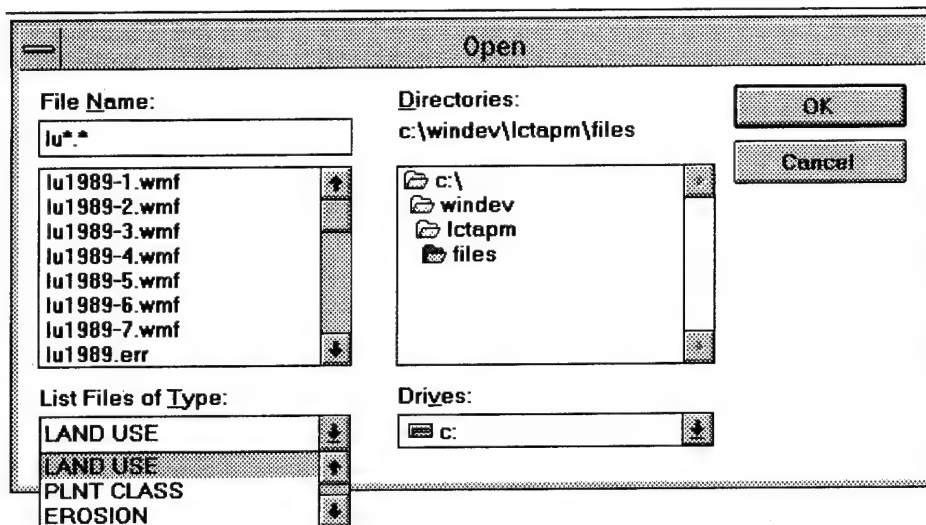 Open
File Name:
lu*.*
lu1989-1.wmf
lu1989-2.wmf
lu1989-3.wmf
lu1989-4.wmf
lu1989-5.wmf
lu1989-6.wmf
lu1989-7.wmf
lu1989.err
List Files of Type:
LAND USE
LAND USE
PLNT CLASS
EROSION
Directories:
c:\windev\lctapm\files
c:\
windev
lctapm
files
Drives:
c:
OK
Cancel